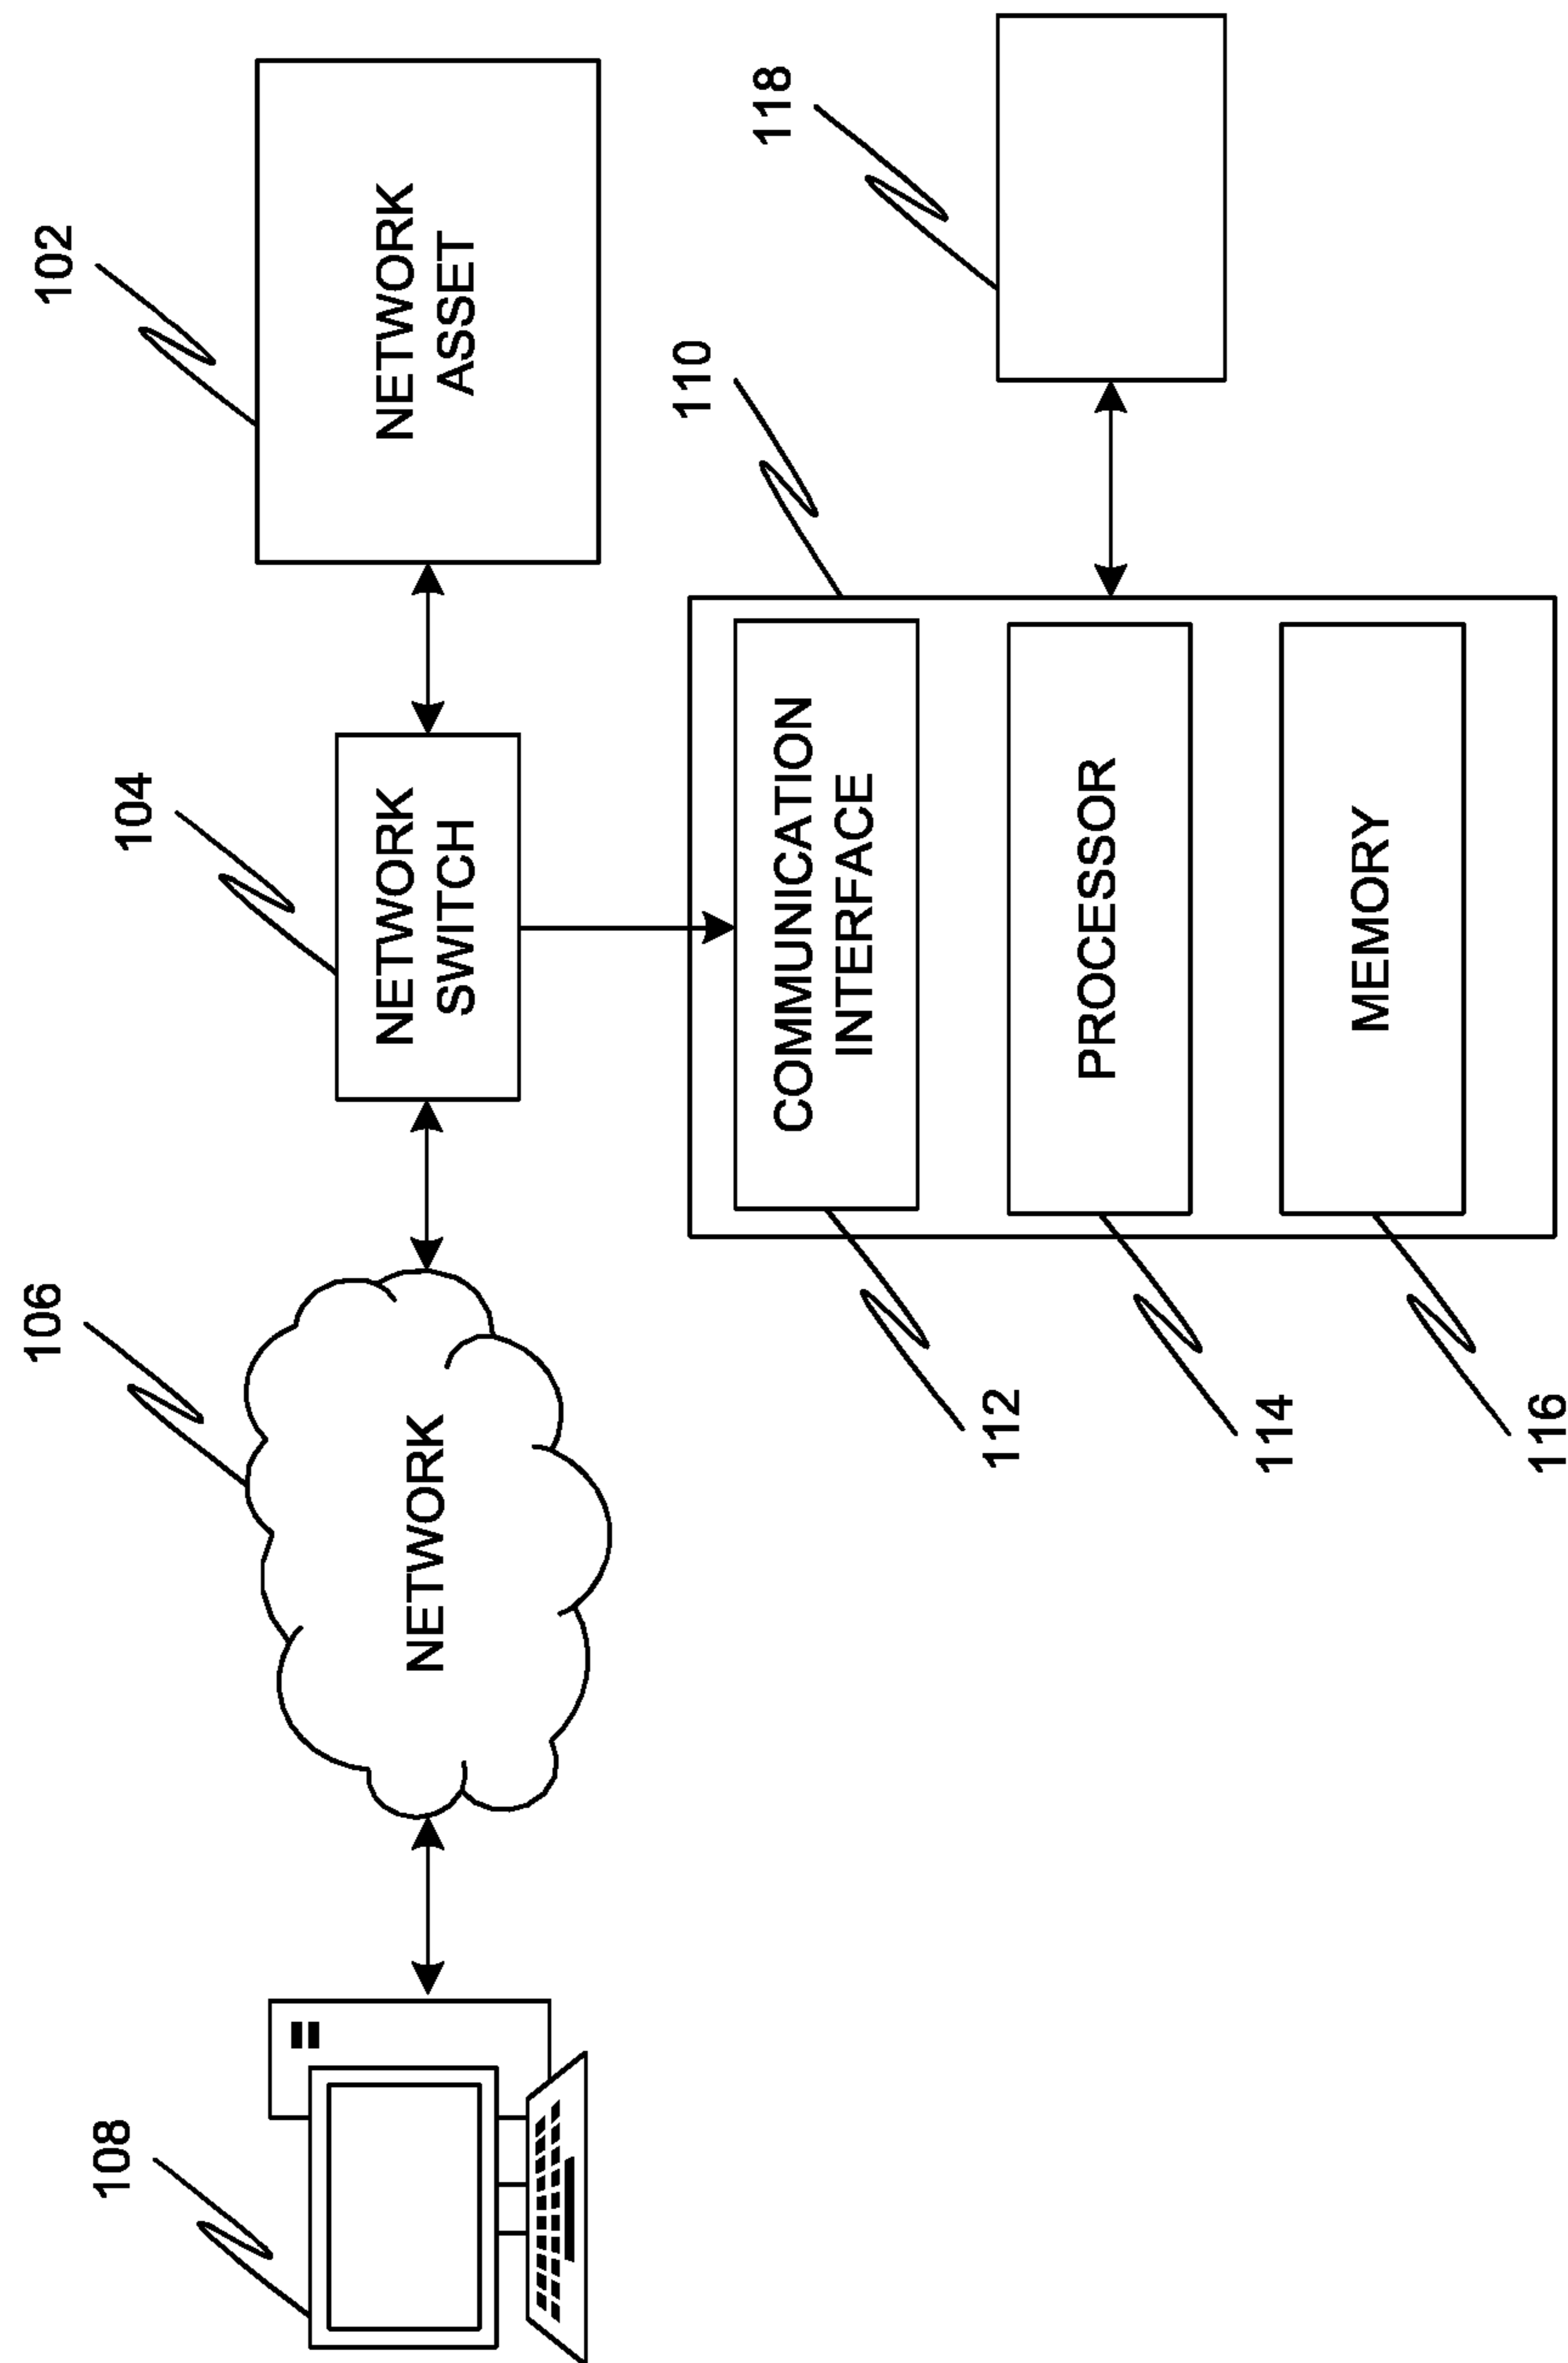 108
106
104
102
NETWORK
NETWORK
SWITCH
NETWORK
ASSET
110
118
112
COMMUNICATION
INTERFACE
114
PROCESSOR
116
MEMORY